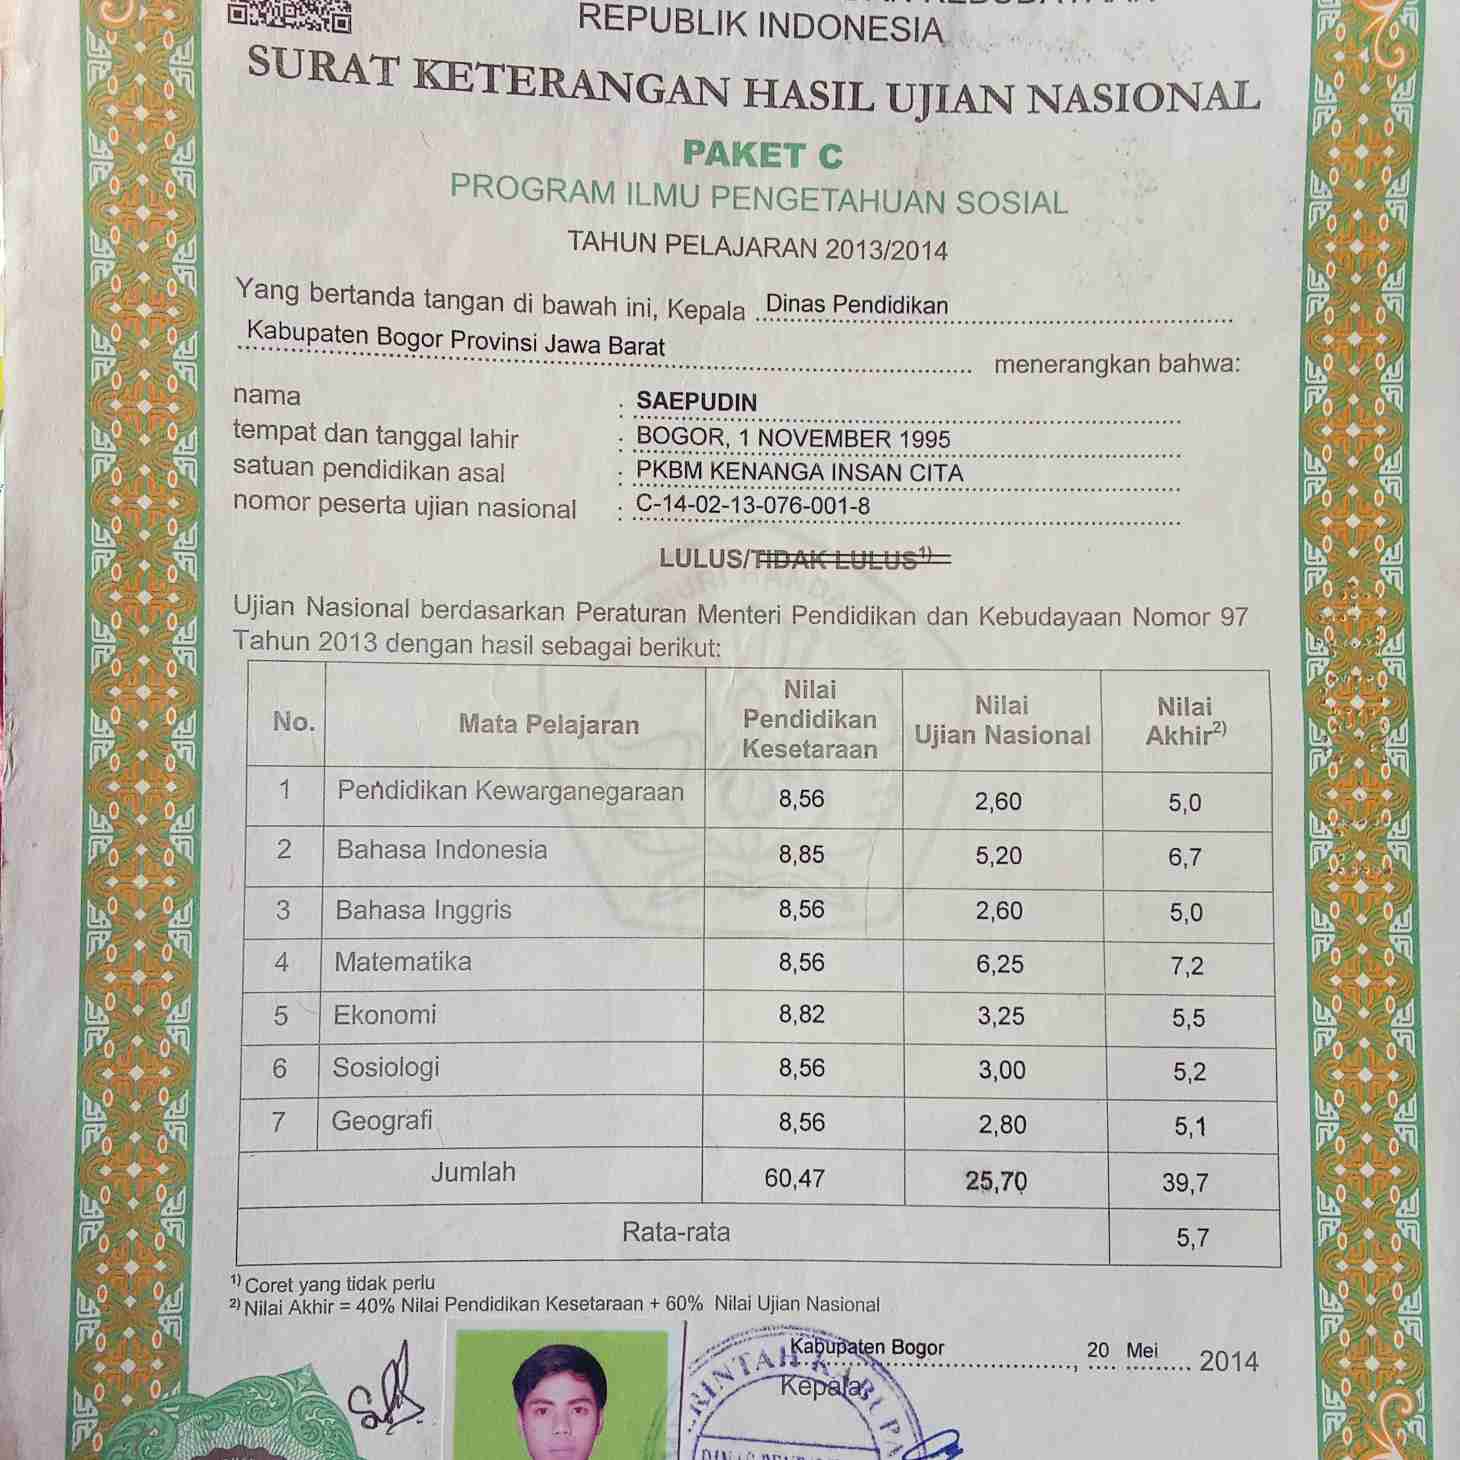 REPUBLIK INDONESIA
SURAT KETERANGAN HASIL UJIAN NASIONAL
PAKET C
PROGRAM ILMU PENGETAHUAN SOSIAL
TAHUN PELAJARAN 2013/2014
Yang bertanda tangan di bawah ini, Kepala Dinas Pendidikan
Kabupaten Bogor Provinsi Jawa Barat menerangkan bahwa:
nama : SAEPUDIN
tempat dan tanggal lahir : BOGOR, 1 NOVEMBER 1995
satuan pendidikan asal : PKBM KENANGA INSAN CITA
nomor peserta ujian nasional : C-14-02-13-076-001-8
LULUS/TIDAK LULUS1)
Ujian Nasional berdasarkan Peraturan Menteri Pendidikan dan Kebudayaan Nomor 97
Tahun 2013 dengan hasil sebagai berikut:
No. Mata Pelajaran Nilai Pendidikan Kesetaraan Nilai Ujian Nasional Nilai Akhir2)
1 Pendidikan Kewarganegaraan 8,56 2,60 5,0
2 Bahasa Indonesia 8,85 5,20 6,7
3 Bahasa Inggris 8,56 2,60 5,0
4 Matematika 8,56 6,25 7,2
5 Ekonomi 8,82 3,25 5,5
6 Sosiologi 8,56 3,00 5,2
7 Geografi 8,56 2,80 5,1
Jumlah 60,47 25,70 39,7
Rata-rata 5,7
1) Coret yang tidak perlu
2) Nilai Akhir = 40% Nilai Pendidikan Kesetaraan + 60% Nilai Ujian Nasional
Kabupaten Bogor, 20 Mei 2014
Kepala